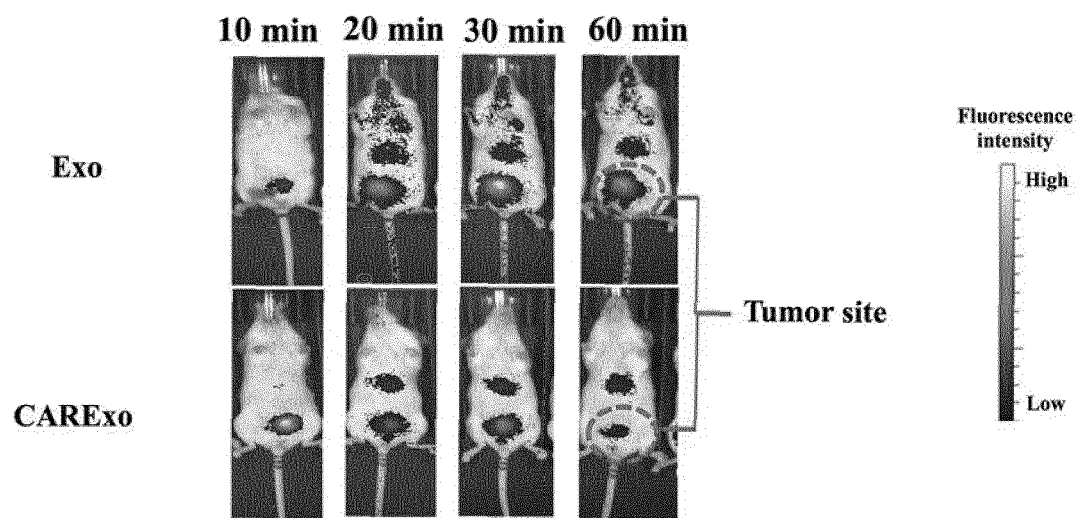 10 min 20 min 30 min 60 min
Exo
Fluorescence
intensity
High
Tumor site
Low
CARExo